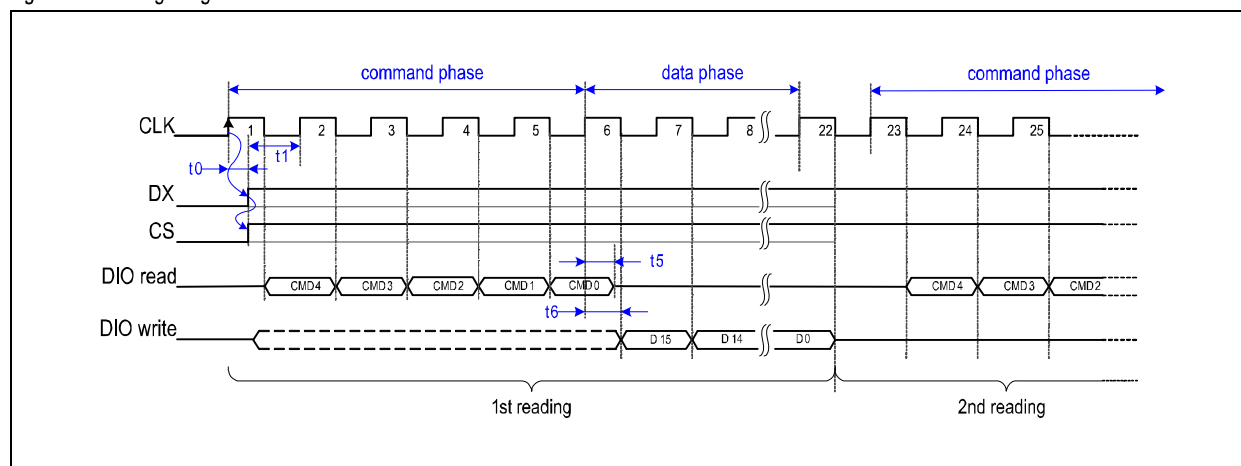 command phase data phase command phase
CLK 1 2 3 4 5 6 7 8 22 23 24 25
t1
t0
DX
CS
t5
DIO read CMD4 CMD3 CMD2 CMD1 CMD0 CMD4 CMD3 CMD2
t6
DIO write D15 D14 D0
1st reading 2nd reading